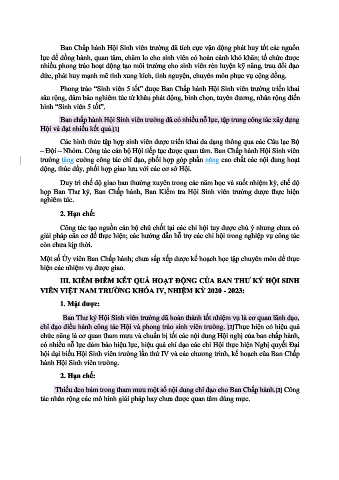 Ban Chấp hành Hội Sinh viên trường đã tích cực vận động phát huy tốt các nguồn
lực để đồng hành, quan tâm, chăm lo cho sinh viên có hoàn cảnh khó khăn; tổ chức được
nhiều phong trào hoạt động tạo môi trường cho sinh viên rèn luyện kỹ năng, trau dồi đạo
đức, phát huy mạnh mẽ tinh xung kích, tình nguyện, chuyên môn phục vụ cộng đồng.
Phong trào "Sinh viên 5 tốt" được Ban Chấp hành Hội Sinh viên trường triển khai
sâu rộng, đảm bảo nghiêm túc từ khâu phát động, bình chọn, tuyên dương, nhân rộng điển
hình "Sinh viên 5 tốt".
Ban chấp hành Hội Sinh viên trường đã có nhiều nỗ lực, tập trung công tác xây dựng
Hội và đạt nhiều kết quả.[1]
Các hình thức tập hợp sinh viên được triển khai đa dạng thông qua các Câu lạc Bộ
– Đội – Nhóm. Công tác cán bộ Hội tiếp tục được quan tâm. Ban Chấp hành Hội Sinh viên
trường tăng cường công tác chỉ đạo, phối hợp góp phần nâng cao chất các nội dung hoạt
động, thúc đẩy, phối hợp giao lưu với các cơ sở Hội.
Duy trì chế độ giao ban thường xuyên trong các năm học và suốt nhiệm kỳ, chế độ
họp Ban Thư ký, Ban Chấp hành, Ban Kiểm tra Hội Sinh viên trường được thực hiện
nghiêm túc.
2. Hạn chế:
Công tác tạo nguồn cán bộ chủ chốt tại các chi hội tuy được chú ý nhưng chưa có
giải pháp căn cơ để thực hiện; các hướng dẫn hỗ trợ các chi hội trong nghiệp vụ công tác
còn chưa kịp thời.
Một số Ủy viên Ban Chấp hành; chưa sắp xếp được kế hoạch học tập chuyên môn để thực
hiện các nhiệm vụ được giao.
III. KIỂM ĐIỂM KẾT QUẢ HOẠT ĐỘNG CỦA BAN THƯ KÝ HỘI SINH
VIÊN VIỆT NAM TRƯỜNG KHÓA IV, NHIỆM KỲ 2020 - 2023:
1. Mặt được:
Ban Thư ký Hội Sinh viên trường đã hoàn thành tốt nhiệm vụ là cơ quan lãnh đạo,
chỉ đạo điều hành công tác Hội và phong trào sinh viên trường. [2]Thực hiện có hiệu quả
chức năng là cơ quan tham mưu và chuẩn bị tốt các nội dung Hội nghị của ban chấp hành,
có nhiều nỗ lực đảm bảo hiệu lực, hiệu quả chỉ đạo các chi Hội thực hiện Nghị quyết Đại
hội đại biểu Hội Sinh viên trường lần thứ IV và các chương trình, kế hoạch của Ban Chấp
hành Hội Sinh viên trường.
2. Hạn chế:
Thiếu đeo bám trong tham mưu một số nội dung chỉ đạo cho Ban Chấp hành.[3] Công
tác nhân rộng các mô hình giải pháp hay chưa được quan tâm đúng mực.